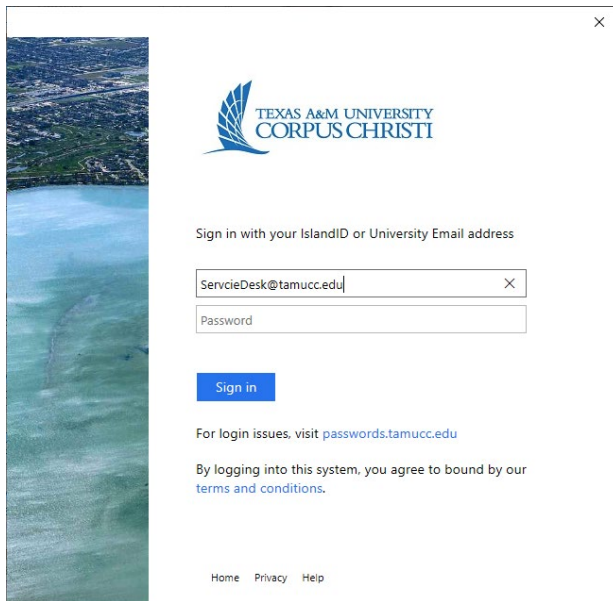 TEXAS A&M UNIVERSITY
CORPUS CHRISTI
Sign in with your IslandID or University Email address
ServcieDesk@tamucc.edu
Password
Sign in
For login issues, visit passwords.tamucc.edu
By logging into this system, you agree to bound by our
terms and conditions.
Home Privacy Help